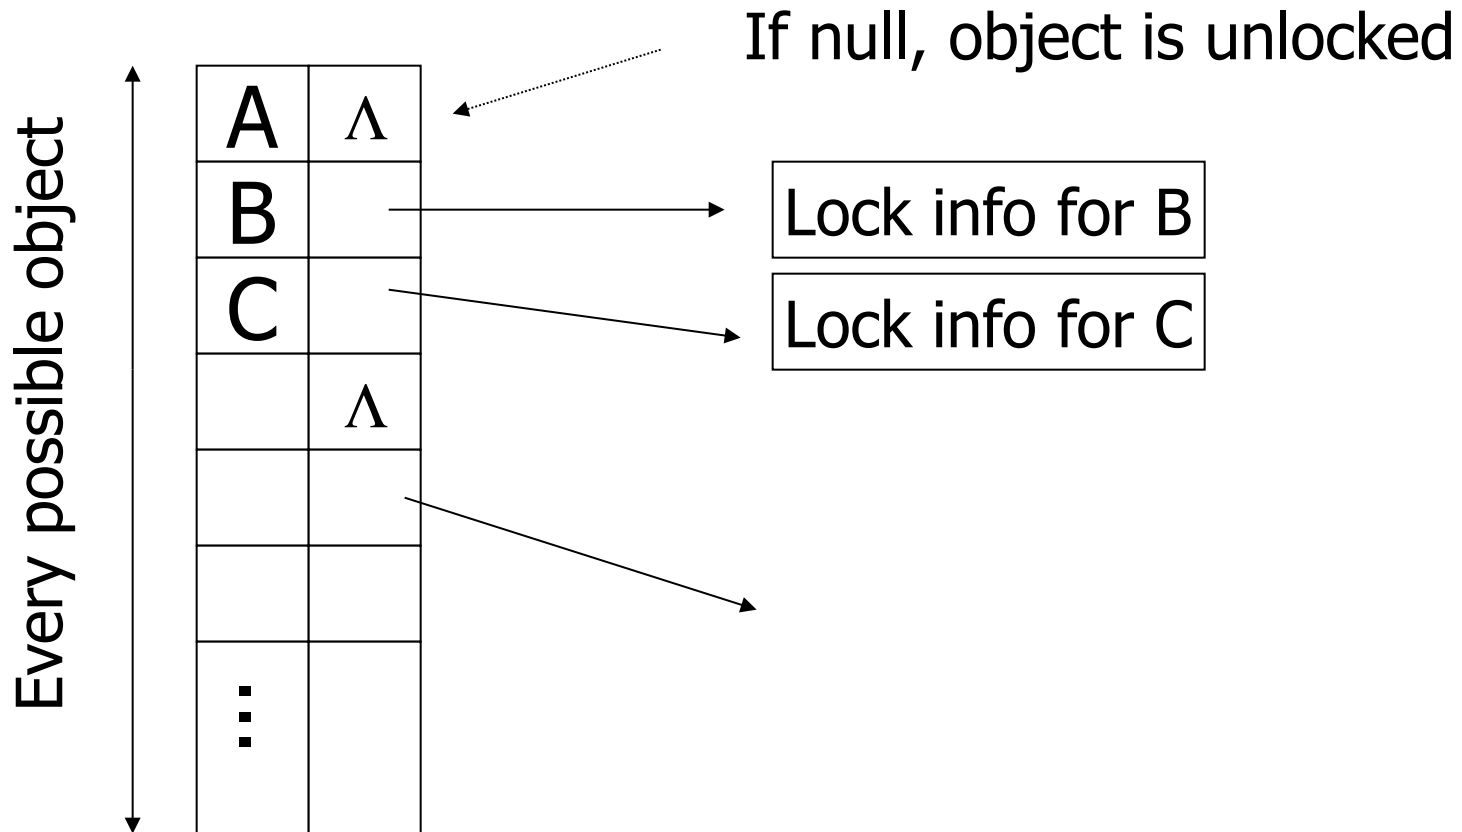 If null, object is unlocked
Every possible object
A Λ
B
Lock info for B
C
Lock info for C
Λ
⋮